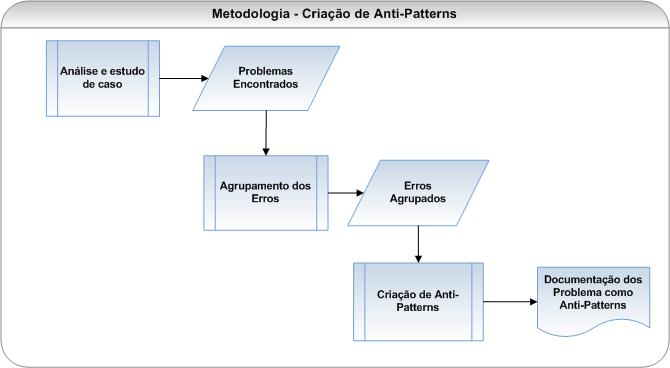 Metodologia - Criação de Anti-Patterns
Análise e estudo
de caso
Problemas
Encontrados
Agrupamento dos
Erros
Erros
Agrupados
Criação de Anti-
Patterns
Documentação dos
Problema como
Anti-Patterns